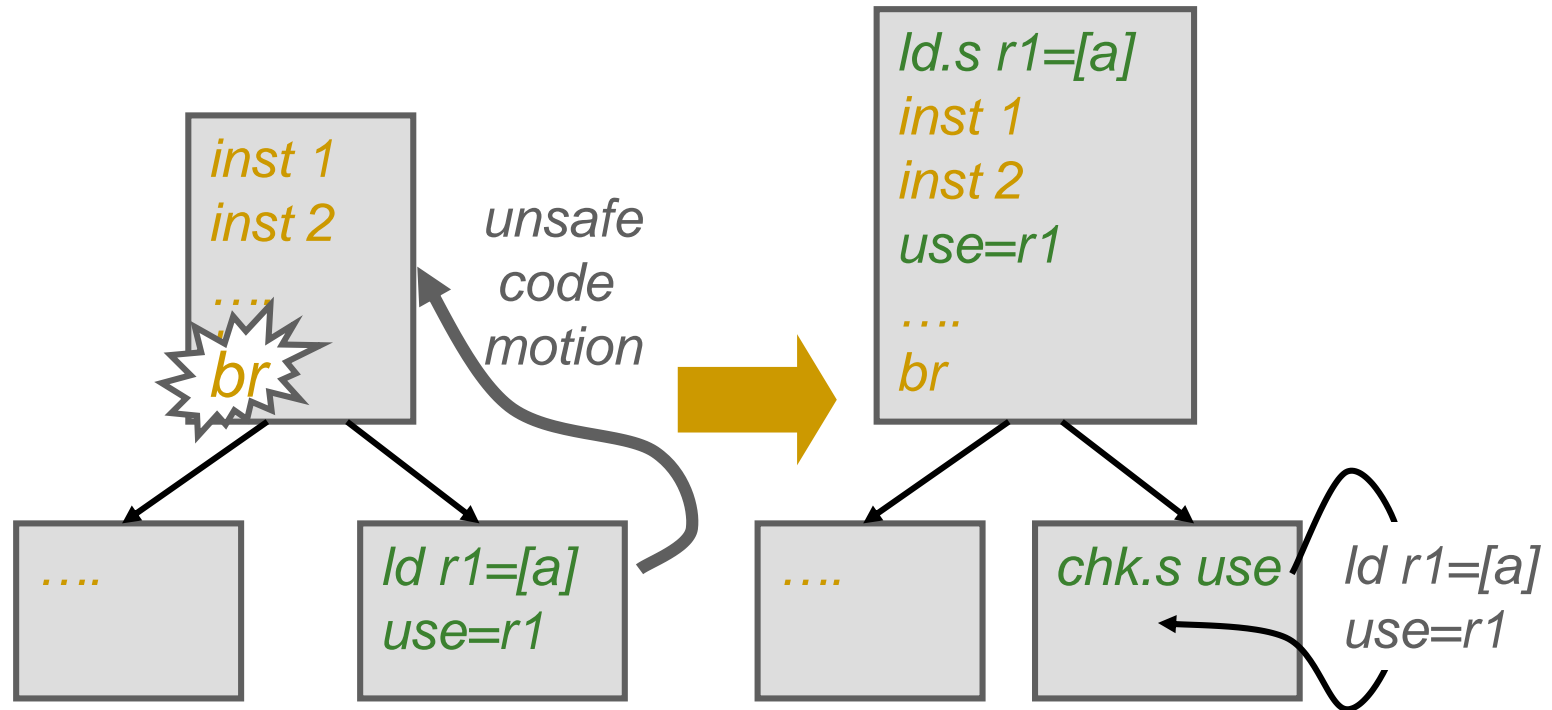 inst 1
inst 2
….
br
….
ld r1=[a]
use=r1
unsafe
code
motion
ld.s r1=[a]
inst 1
inst 2
use=r1
….
br
….
chk.s use
ld r1=[a]
use=r1